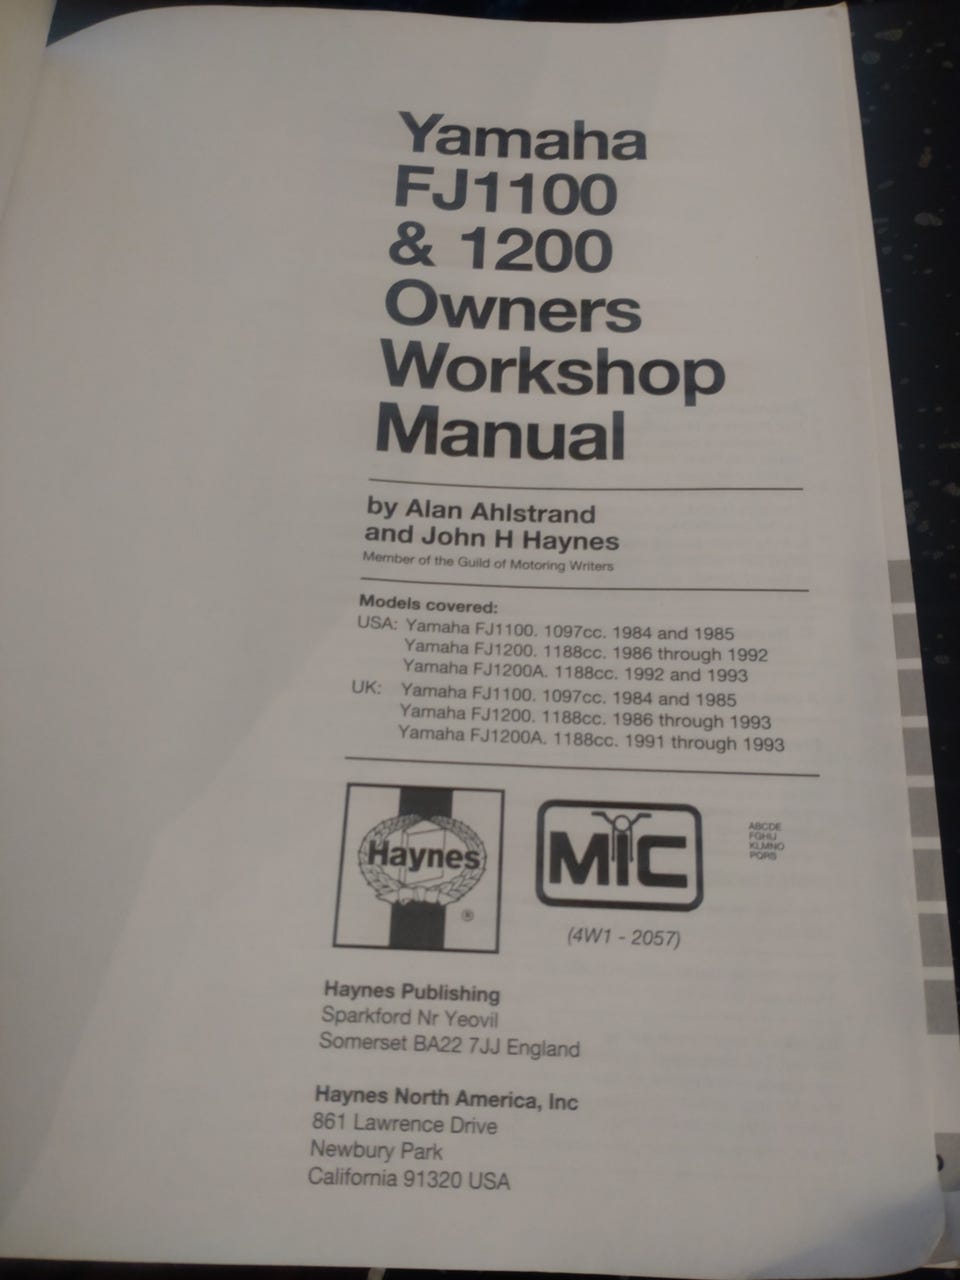 Yamaha
FJ1100
& 1200
Owners
Workshop
Manual
by Alan Ahlstrand
and John H Haynes
Member of the Guild of Motoring Writers
Models covered:
USA: Yamaha FJ1100. 1097cc. 1984 and 1985
Yamaha FJ1200. 1188cc. 1986 through 1992
Yamaha FJ1200A. 1188cc. 1992 and 1993
UK: Yamaha FJ1100. 1097cc. 1984 and 1985
Yamaha FJ1200. 1188cc. 1986 through 1993
Yamaha FJ1200A. 1188cc. 1991 through 1993
Haynes
®
MIC
ABCDE
FGHIJ
KLMNO
PQRS
(4W1 - 2057)
Haynes Publishing
Sparkford Nr Yeovil
Somerset BA22 7JJ England
Haynes North America, Inc
861 Lawrence Drive
Newbury Park
California 91320 USA